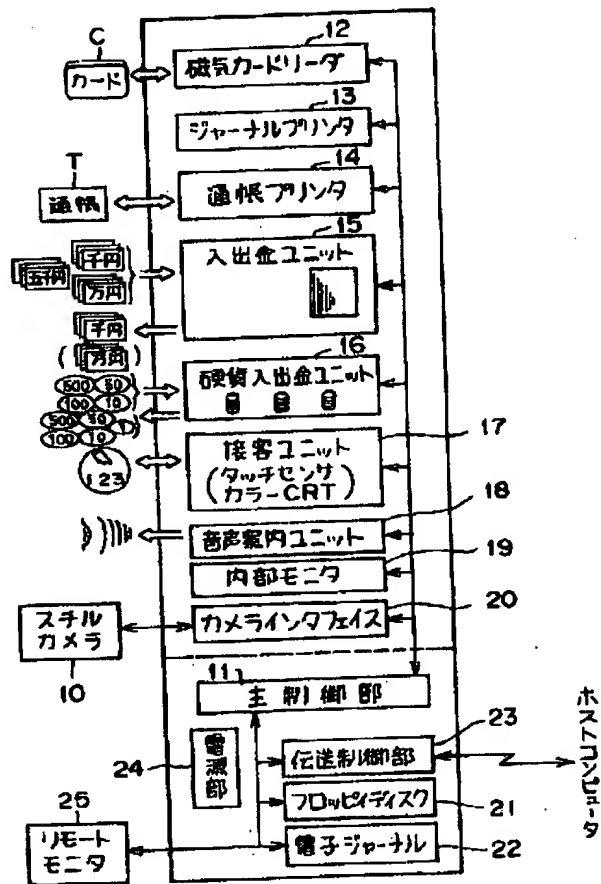 12
C
カード
磁気カードリーダ
13
ジャーナルプリンタ
14
T
通帳
通帳プリンタ
15
入出金ユニット
千円
五千円
万円
千円
(万円)
16
硬貨入出金ユニット
500 50
100 10
500 50 1
100 10
17
接客ユニット
(タッチセンサ
カラーCRT)
123
18
音声案内ユニット
19
内部モニタ
20
スチル
カメラ
10
カメラインタフェイス
11
主制御部
23
伝送制御部
ホストコンピュータ
24
電源部
フロッピィディスク
21
25
リモート
モニタ
電子ジャーナル
22